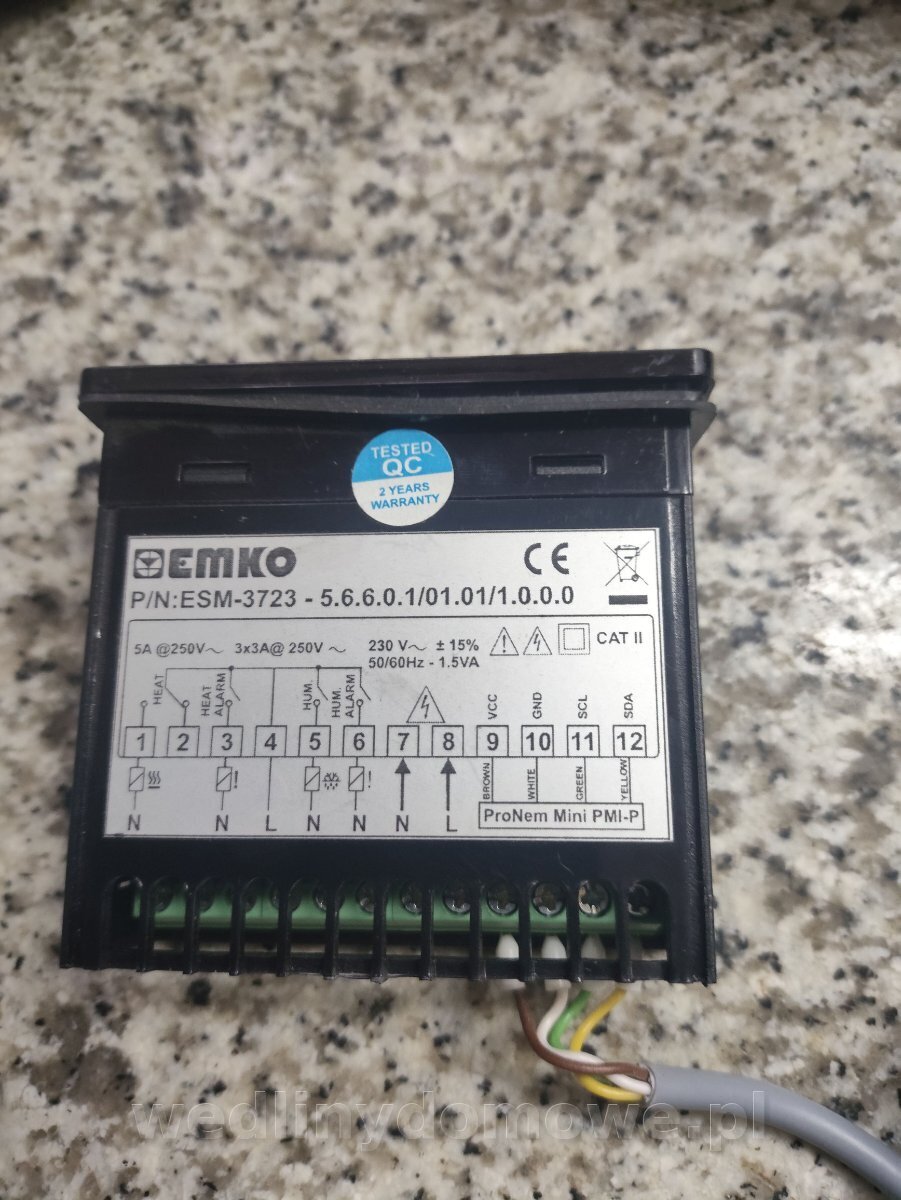 TESTED
QC
2 YEARS
WARRANTY
EMKO
CE
P/N:ESM-3723 - 5.6.6.0.1/01.01/1.0.0.0
5A @250V~ 3x3A@ 250V ~ 230 V~ ± 15% CAT II
50/60Hz - 1.5VA
HEAT HEAT ALARM HUM. HUM. ALARM VCC GND SCL SDA
1 2 3 4 5 6 7 8 9 10 11 12
BROWN WHITE GREEN YELLOW
ProNem Mini PMI-P
N N L N N N L
wedlinydomowe.pl